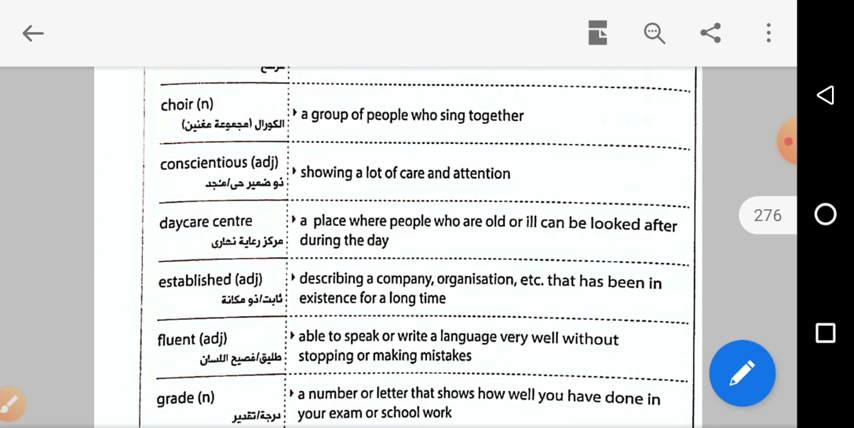 مرشح
choir (n)
الكورال (مجموعة مغنين)
a group of people who sing together
conscientious (adj)
ذو ضمير حى/مُجد
showing a lot of care and attention
daycare centre
مركز رعاية نهارى
a place where people who are old or ill can be looked after
during the day
276
established (adj)
ثابت/ذو مكانة
describing a company, organisation, etc. that has been in
existence for a long time
fluent (adj)
طليق/فصيح اللسان
able to speak or write a language very well without
stopping or making mistakes
grade (n)
درجة/تقدير
a number or letter that shows how well you have done in
your exam or school work